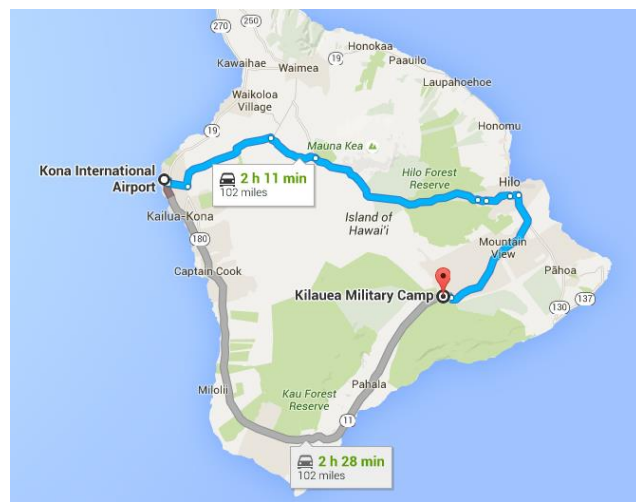 270
250
Honokaa
Paauilo
19
Kawaihae
Waimea
Laupahoehoe
Waikoloa
Village
19
Honomu
Mauna Kea
Kona International
Airport
2 h 11 min
102 miles
Hilo Forest
Reserve
Hilo
Kailua-Kona
Island of
Hawai'i
180
Mountain
View
Captain Cook
Pāhoa
Kilauea Military Camp
130
137
Pahala
Milolii
Kau Forest
Reserve
11
2 h 28 min
102 miles